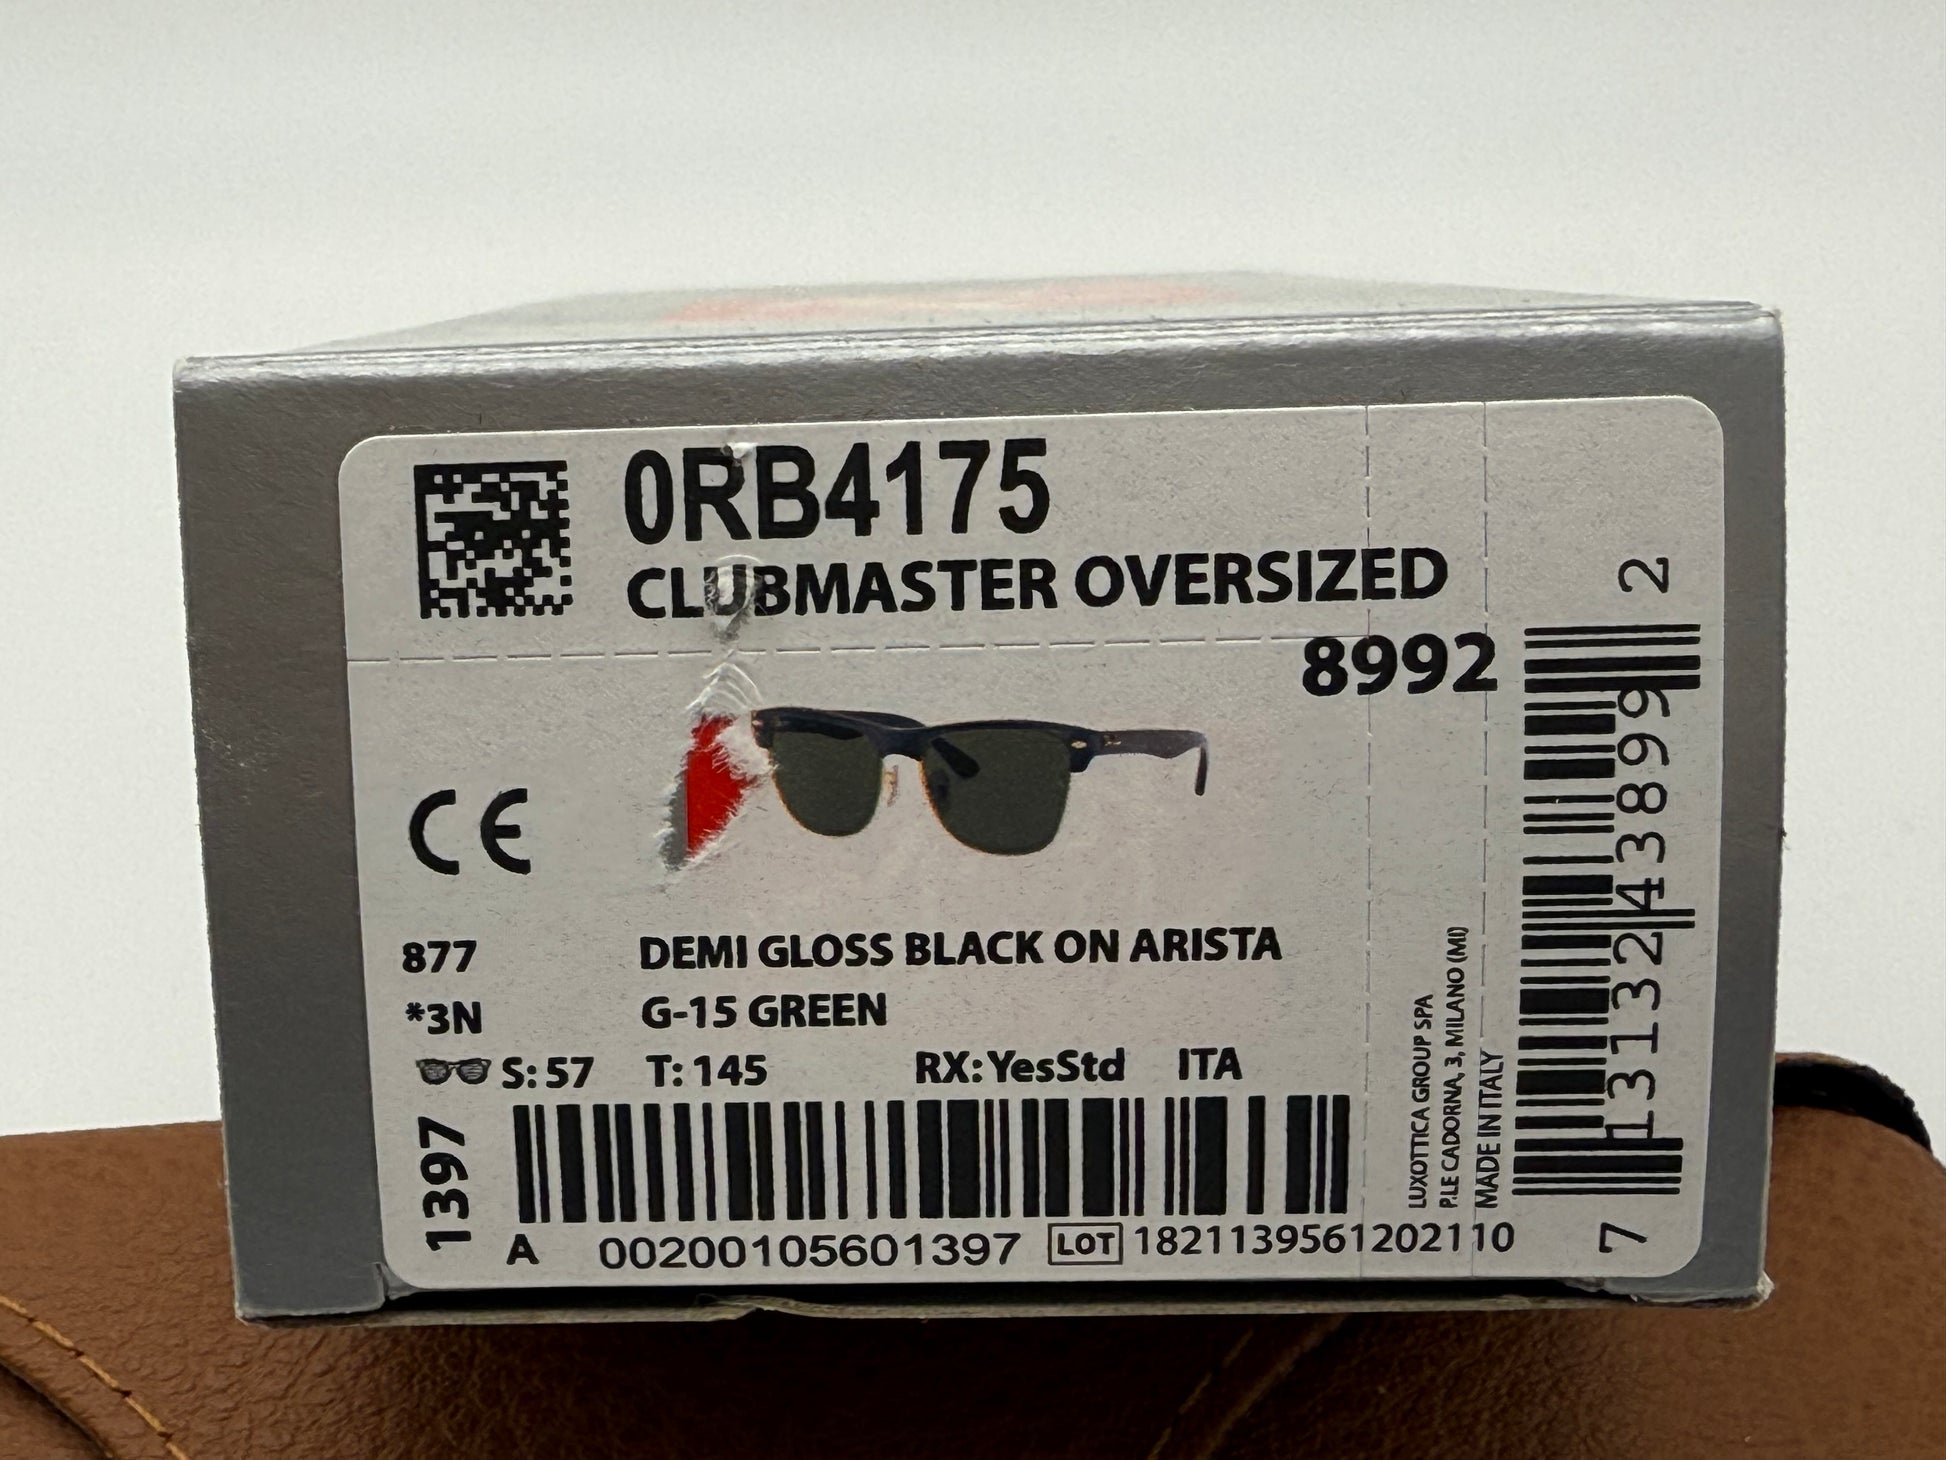 0RB4175
CLUBMASTER OVERSIZED
8992
CE
877 DEMI GLOSS BLACK ON ARISTA
*3N G-15 GREEN
S: 57 T: 145 RX: YesStd ITA
1397
A 00200105601397 LOT 1821139561202110
LUXOTTICA GROUP SPA
P.LE CADORNA, 3, MILANO (MI)
MADE IN ITALY
7 13132 43899 2